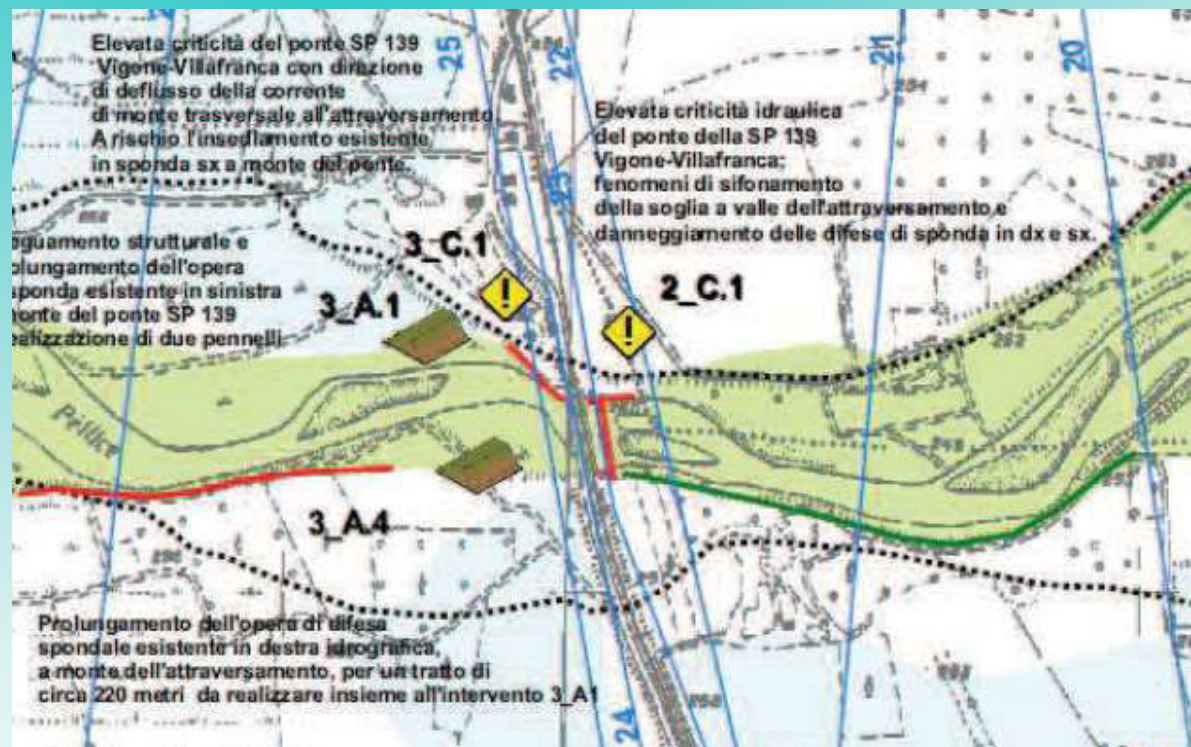 Elevata criticità del ponte SP 139
Vigone-Villafranca con direzione
di deflusso della corrente
di monte trasversale all'attraversamento.
A rischio l'insediamento esistente
in sponda sx a monte del ponte.
25
22
21
20
Elevata criticità idraulica
del ponte della SP 139
Vigone-Villafranca:
fenomeni di sifonamento
della soglia a valle dell'attraversamento e
danneggiamento delle difese di sponda in dx e sx.
23
eguamento strutturale e
olungamento dell'opera
sponda esistente in sinistra
monte del ponte SP 139
ealizzazione di due pennelli
3_C.1
3_A.1
2_C.1
Pellice
3_A.4
Prolungamento dell'opera di difesa
spondale esistente in destra idrografica,
a monte dell'attraversamento, per un tratto di
circa 220 metri da realizzare insieme all'intervento 3_A1
24